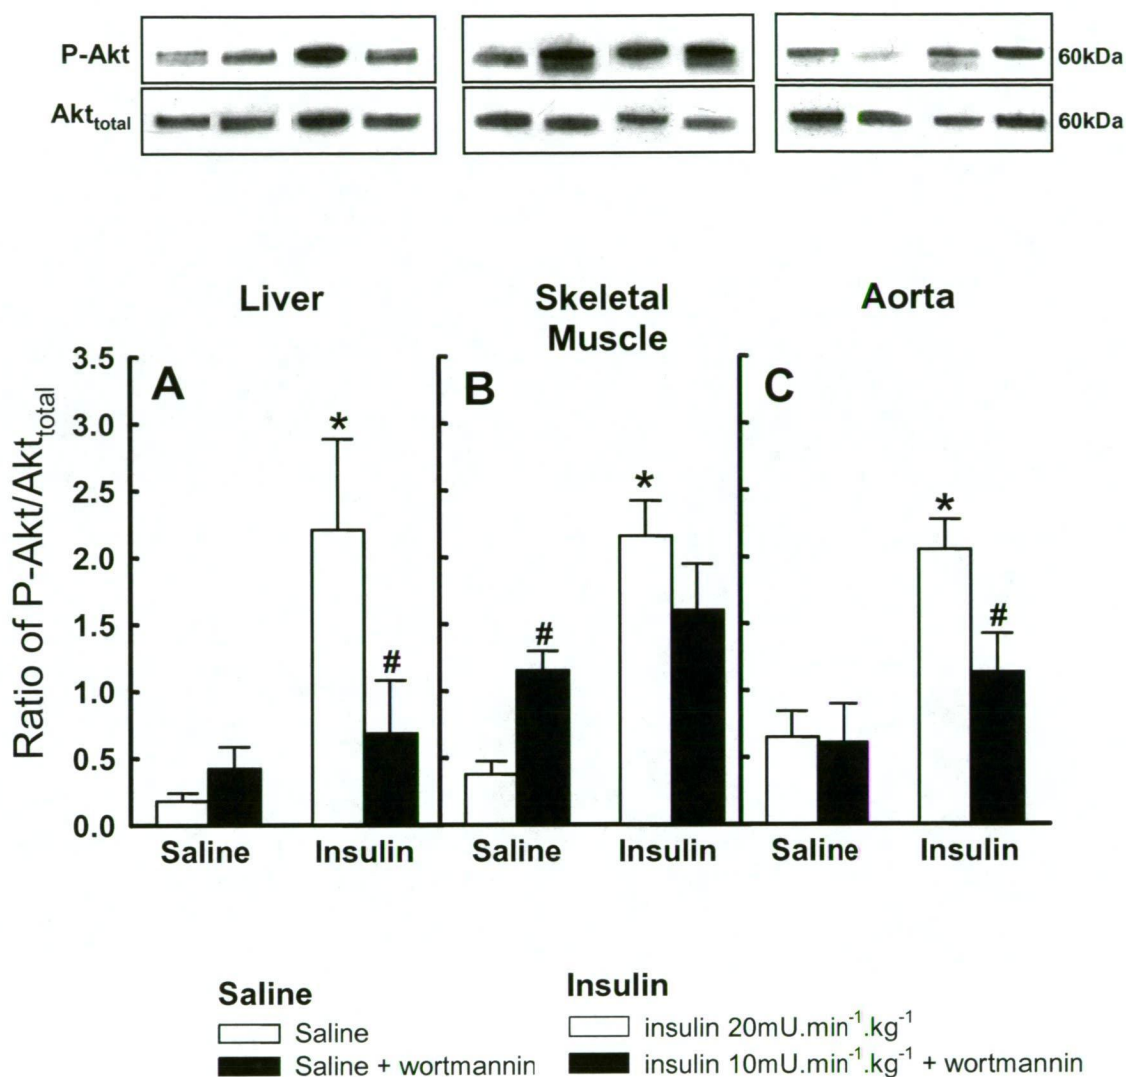 P-Akt
60kDa
Akttotal
60kDa
Liver
Skeletal
Muscle
Aorta
Ratio of P-Akt/Akttotal
3.5
3.0
2.5
2.0
1.5
1.0
0.5
0.0
A
*
#
B
#
*
C
*
#
Saline
Insulin
Saline
Insulin
Saline
Insulin
Saline
Saline
Saline + wortmannin
Insulin
insulin 20mU.min-1.kg-1
insulin 10mU.min-1.kg-1 + wortmannin